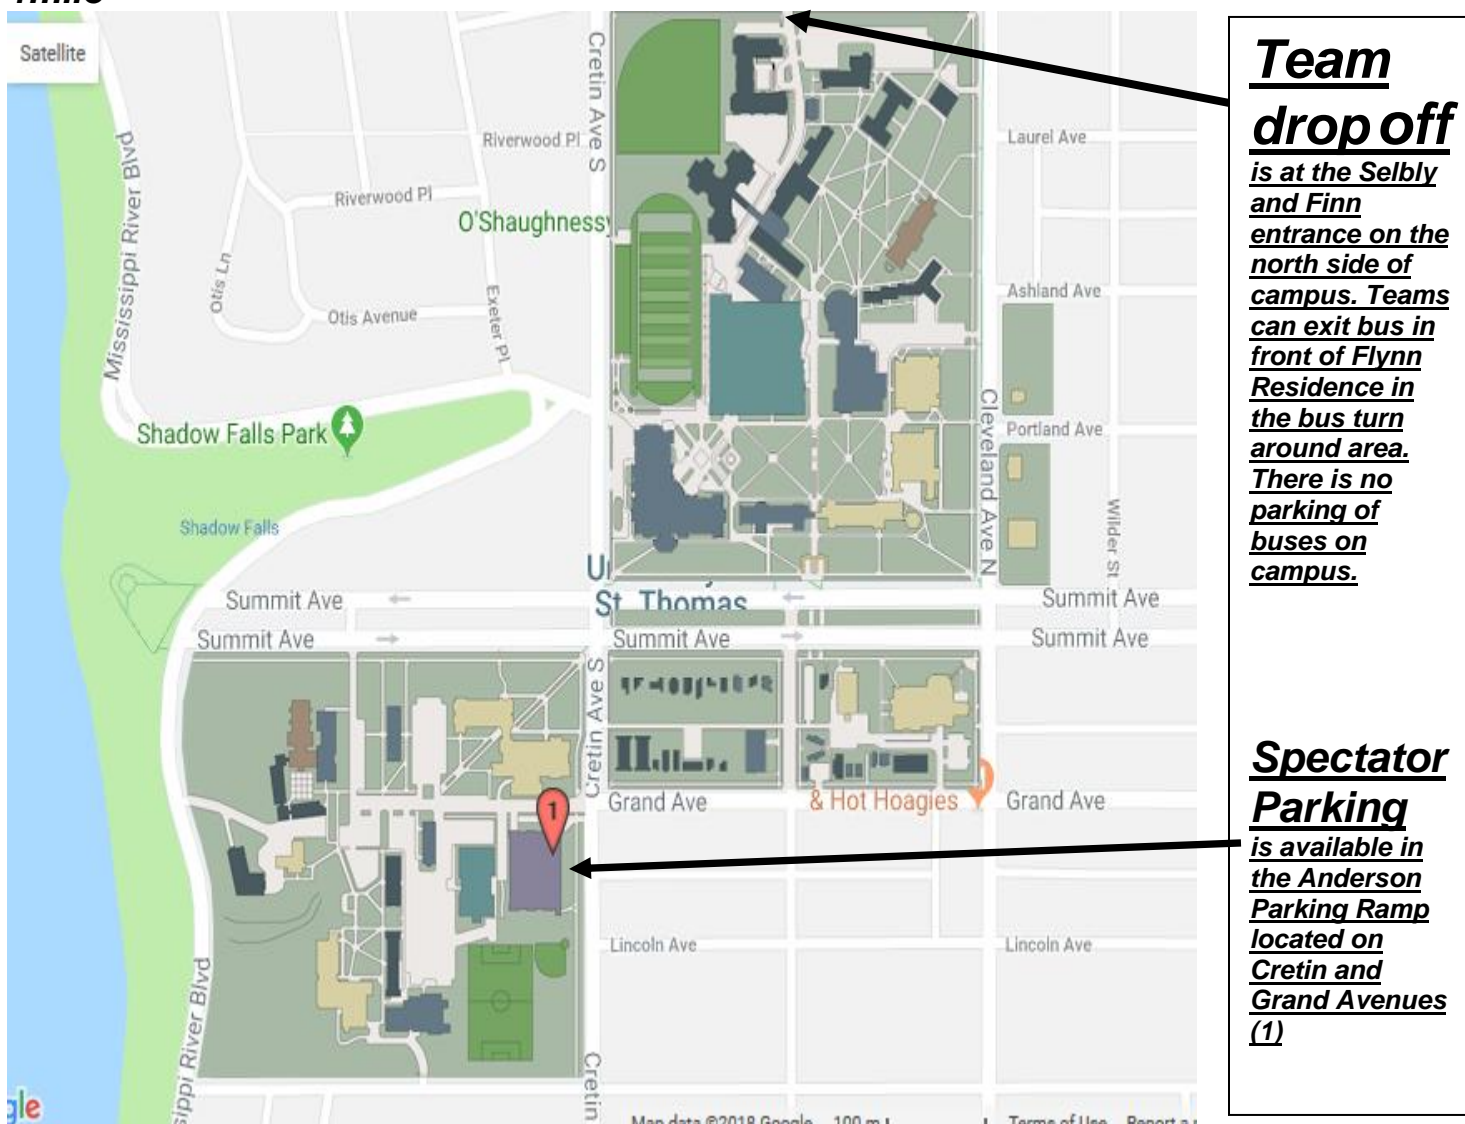 Satellite
Mississippi River Blvd
Riverwood Pl
Riverwood Pl
Cretin Ave S
O'Shaughnessy
Otis Ln
Otis Avenue
Exeter Pl
Laurel Ave
Ashland Ave
Cleveland Ave N
Portland Ave
Wilder St
Shadow Falls Park
Shadow Falls
St. Thomas
Summit Ave
Summit Ave
Summit Ave
Summit Ave
Summit Ave
Cretin Ave S
1
Grand Ave
& Hot Hoagies
Grand Ave
Lincoln Ave
Lincoln Ave
River Blvd
Cretin
Map data ©2018 Google 100 m
Terms of Use
Team
drop off
is at the Selbly
and Finn
entrance on the
north side of
campus. Teams
can exit bus in
front of Flynn
Residence in
the bus turn
around area.
There is no
parking of
buses on
campus.
Spectator
Parking
is available in
the Anderson
Parking Ramp
located on
Cretin and
Grand Avenues
(1)